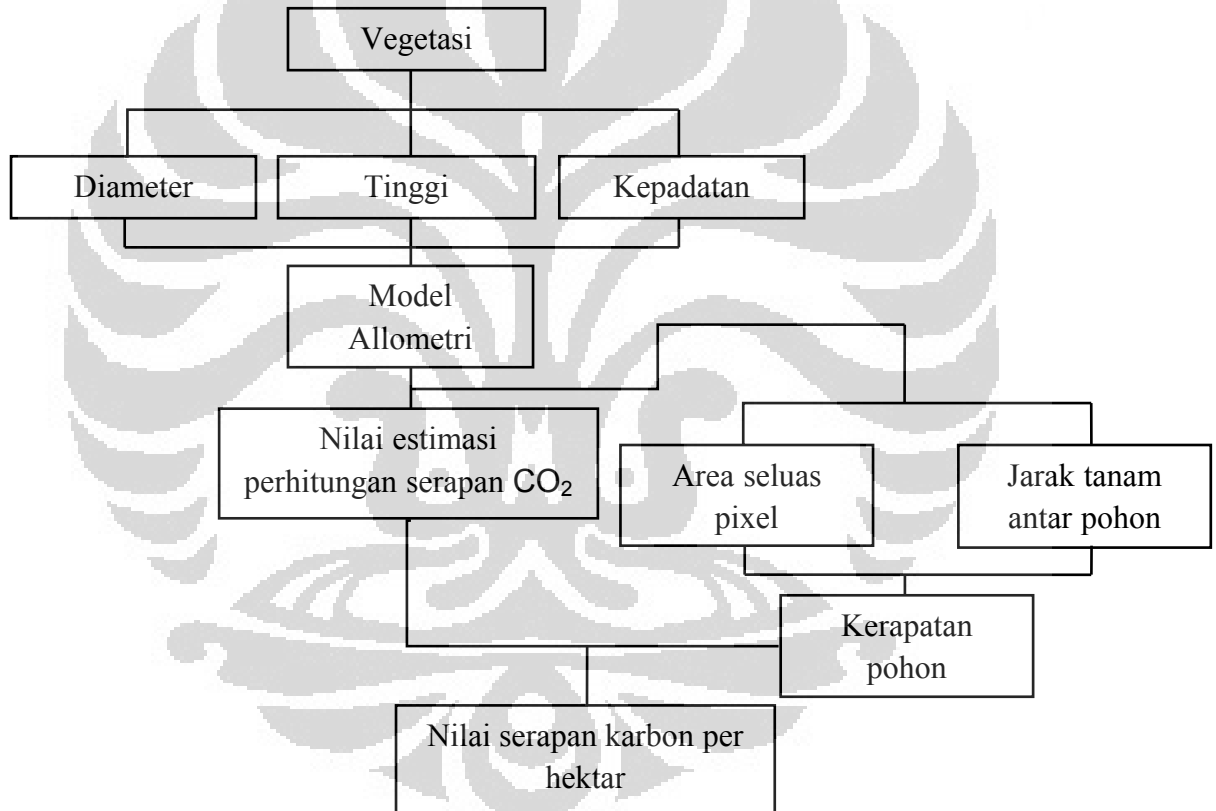 Vegetasi
Diameter
Tinggi
Kepadatan
Model
Allometri
Nilai estimasi
perhitungan serapan CO₂
Area seluas
pixel
Jarak tanam
antar pohon
Kerapatan
pohon
Nilai serapan karbon per
hektar